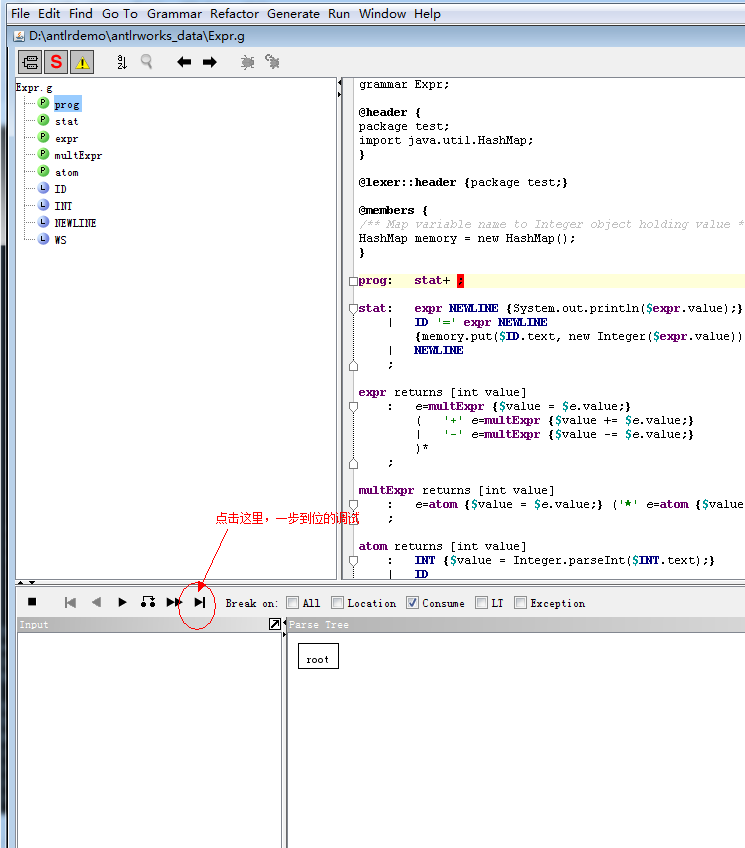 File Edit Find Go To Grammar Refactor Generate Run Window Help
D:\antlrdemo\antlrworks_data\Expr.g
S
Expr.g
prog
stat
expr
multExpr
atom
ID
INT
NEWLINE
WS
grammar Expr;
@header {
package test;
import java.util.HashMap;
}
@lexer::header {package test;}
@members {
/** Map variable name to Integer object holding value *
HashMap memory = new HashMap();
}
prog:   stat+ ;
stat:   expr NEWLINE {System.out.println($expr.value);}
    |   ID '=' expr NEWLINE
        {memory.put($ID.text, new Integer($expr.value))
    |   NEWLINE
    ;
expr returns [int value]
    :   e=multExpr {$value = $e.value;}
        (   '+' e=multExpr {$value += $e.value;}
        |   '-' e=multExpr {$value -= $e.value;}
        )*
    ;
multExpr returns [int value]
    :   e=atom {$value = $e.value;} ('*' e=atom {$value
    ;
atom returns [int value]
    :   INT {$value = Integer.parseInt($INT.text);}
    |   ID
点击这里，一步到位的调试
Break on: All Location Consume LT Exception
Input
Parse Tree
root